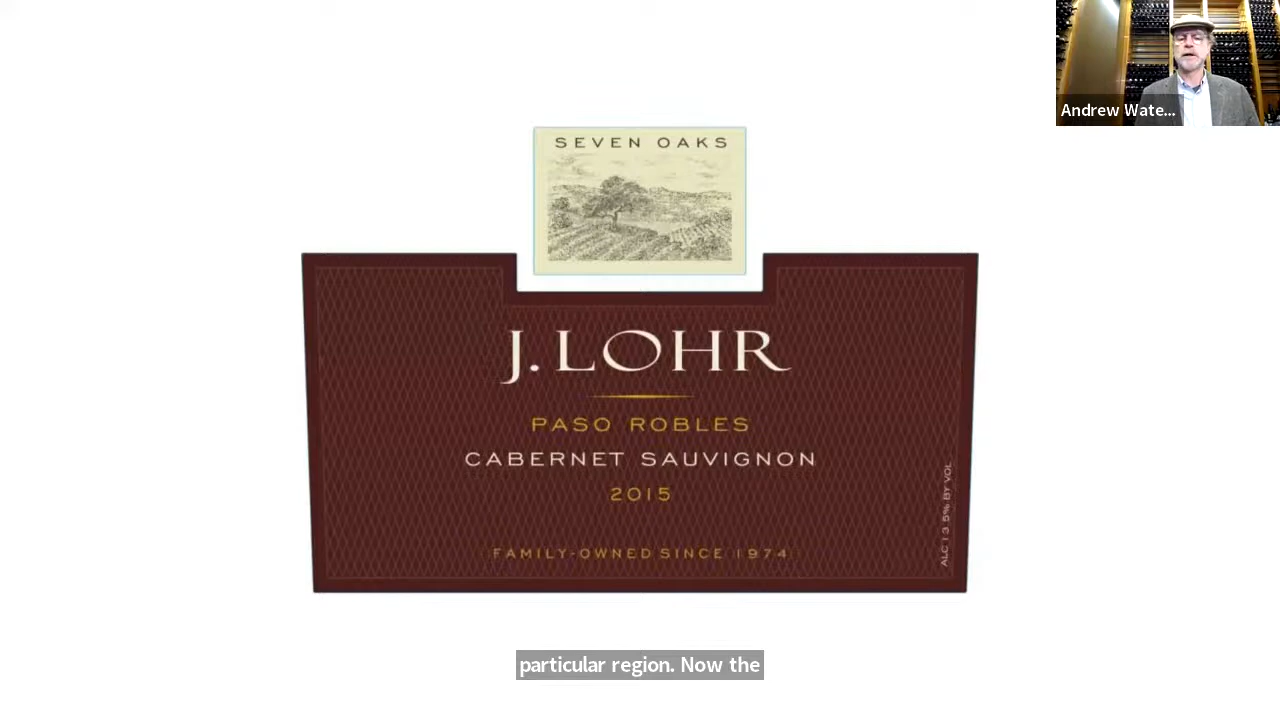 Andrew Wate...
SEVEN OAKS
J. LOHR
PASO ROBLES
CABERNET SAUVIGNON
2015
FAMILY-OWNED SINCE 1974
ALC 13.5% BY VOL
particular region. Now the